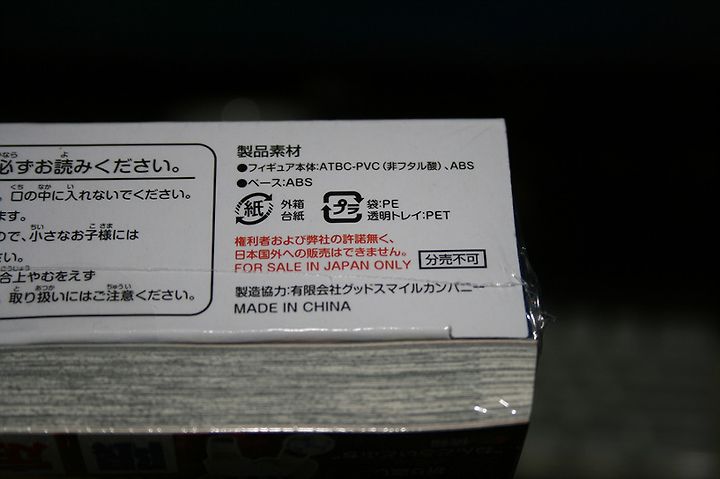 必ずお読みください。
口の中に入れないでください。
ます。
ので、小さなお子様には
さい。
合上やむをえず
取り扱いにはご注意ください。
製品素材
●フィギュア本体:ATBC-PVC(非フタル酸)、ABS
●ベース:ABS
紙
外箱
台紙
プラ
袋:PE
透明トレイ:PET
権利者および弊社の許諾無く、
日本国外への販売はできません。
FOR SALE IN JAPAN ONLY
分売不可
製造協力:有限会社グッドスマイルカンパニー
MADE IN CHINA